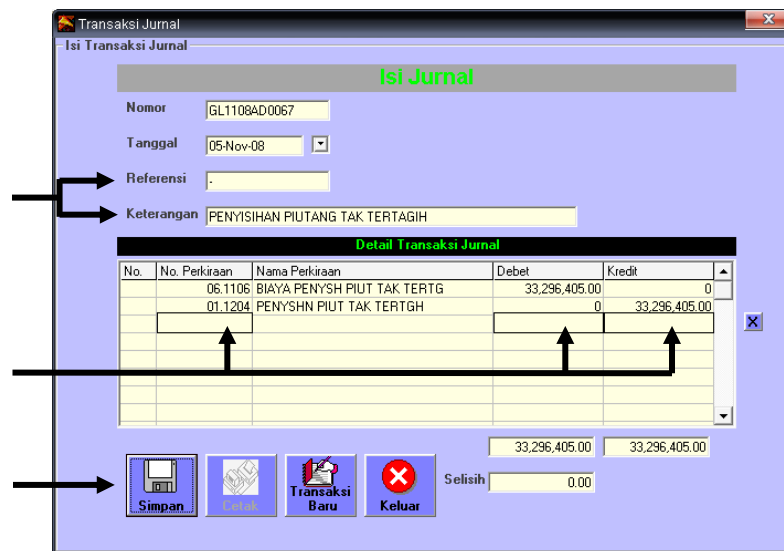 Transaksi Jurnal
Isi Transaksi Jurnal
Isi Jurnal
Nomor GL1108AD0067
Tanggal 05-Nov-08
Referensi .
Keterangan PENYISIHAN PIUTANG TAK TERTAGIH
Detail Transaksi Jurnal
No. No. Perkiraan Nama Perkiraan Debet Kredit
06.1106 BIAYA PENYSH PIUT TAK TERTG 33,296,405.00 0
01.1204 PENYSHN PIUT TAK TERTGH 0 33,296,405.00
X
33,296,405.00 33,296,405.00
Selisih 0.00
Simpan Cetak Transaksi Baru Keluar